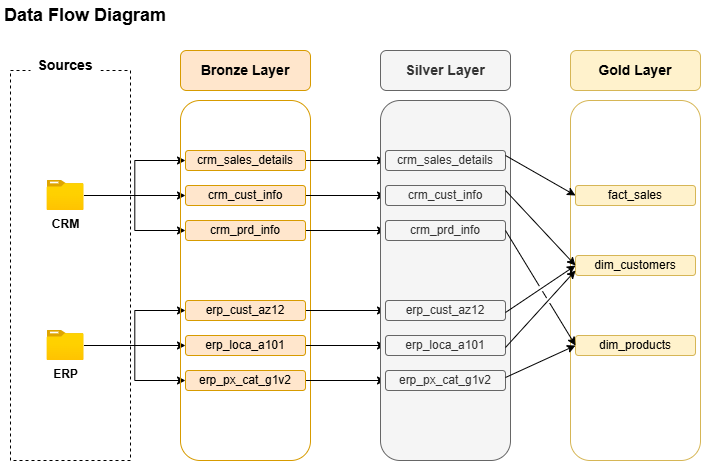 Data Flow Diagram
Sources
Bronze Layer
Silver Layer
Gold Layer
CRM
ERP
crm_sales_details
crm_cust_info
crm_prd_info
erp_cust_az12
erp_loca_a101
erp_px_cat_g1v2
crm_sales_details
crm_cust_info
crm_prd_info
erp_cust_az12
erp_loca_a101
erp_px_cat_g1v2
fact_sales
dim_customers
dim_products